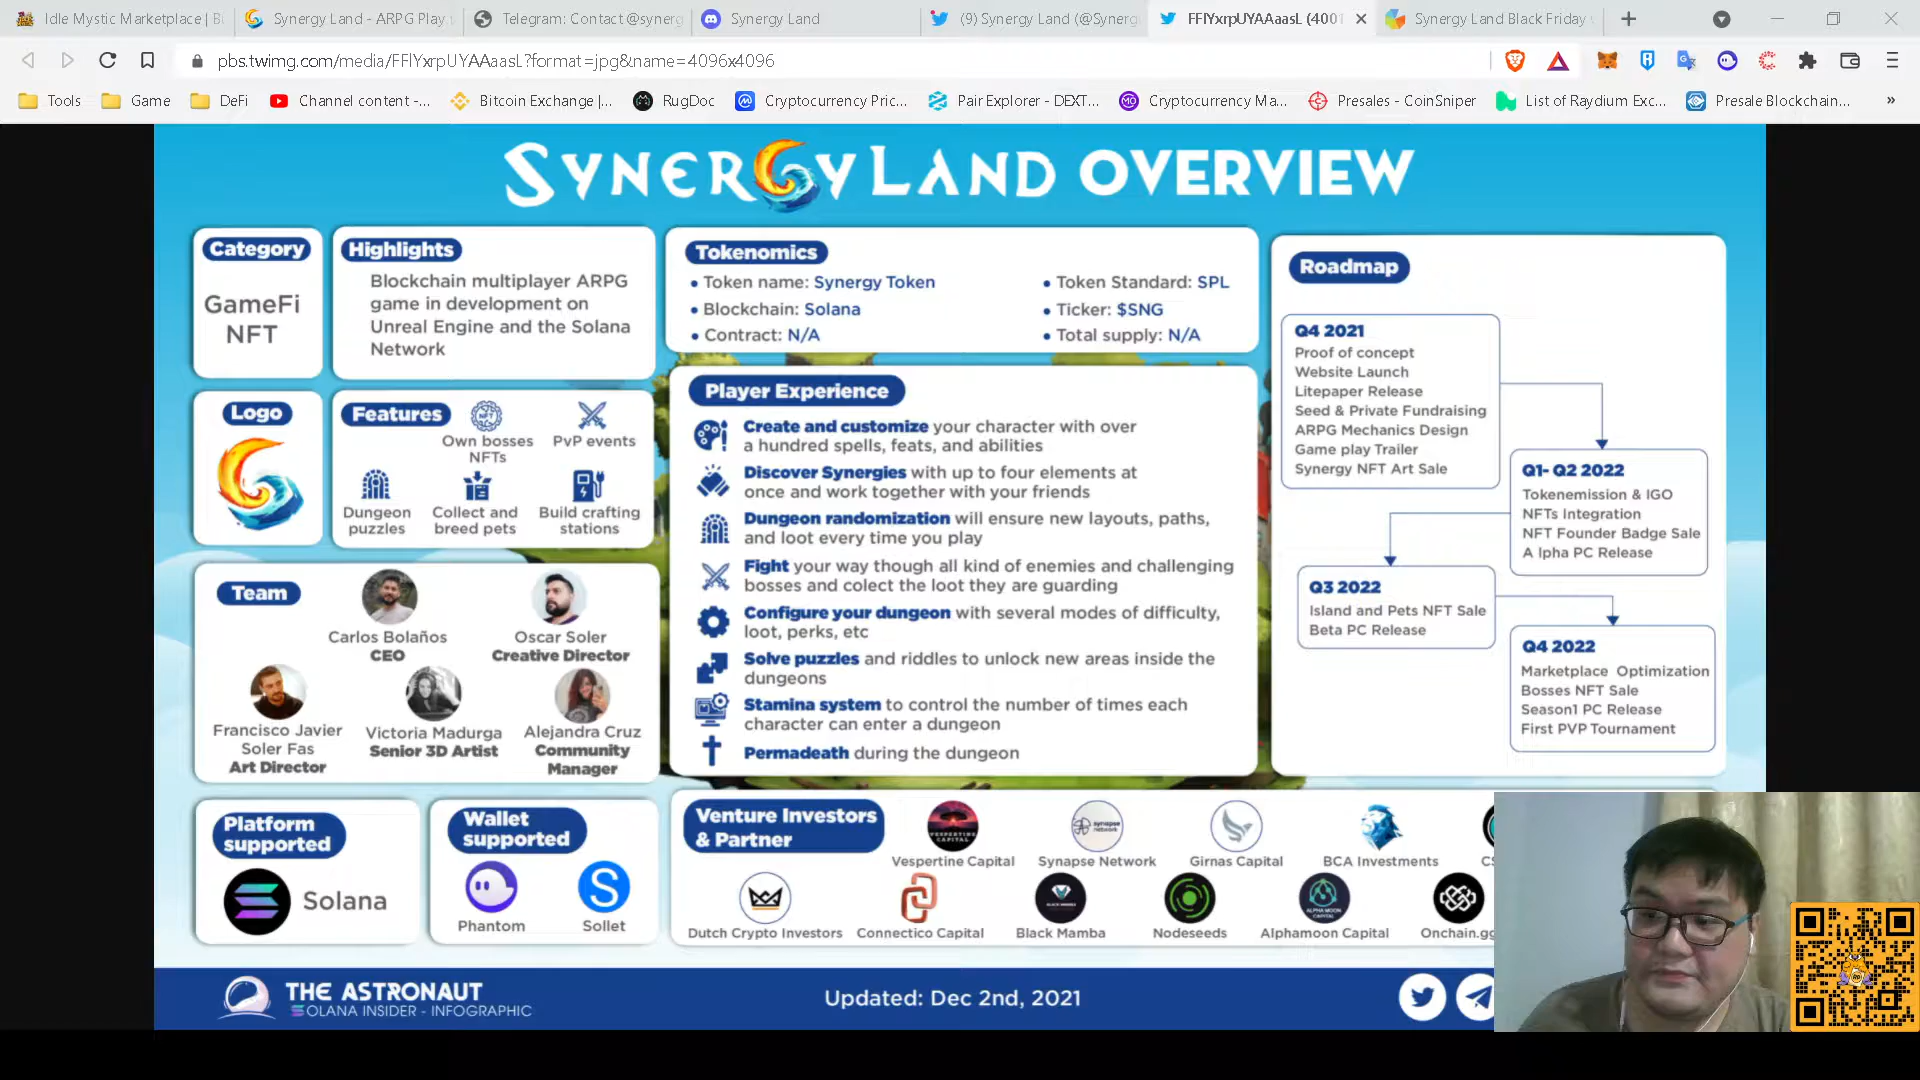 Idle Mystic Marketplace | B
Synergy Land - ARPG Play
Telegram: Contact @synerg
Synergy Land
(9) Synergy Land (@Synerg
FFlYxrpUYAAaasL (4001
Synergy Land Black Friday
pbs.twimg.com/media/FFlYxrpUYAAaasL?format=jpg&name=4096x4096
Tools
Game
DeFi
Channel content -...
Bitcoin Exchange |...
RugDoc
Cryptocurrency Pric...
Pair Explorer - DEXT...
Cryptocurrency Ma...
Presales - CoinSniper
List of Raydium Exc...
Presale Blockchain...
»
SYNERGY LAND OVERVIEW
Category
GameFi
NFT
Highlights
Blockchain multiplayer ARPG
game in development on
Unreal Engine and the Solana
Network
Logo
Features
NFT
Own bosses
NFTs
PvP events
Dungeon
puzzles
Collect and
breed pets
Build crafting
stations
Team
Carlos Bolaños
CEO
Oscar Soler
Creative Director
Francisco Javier
Soler Fas
Art Director
Victoria Madurga
Senior 3D Artist
Alejandra Cruz
Community
Manager
Platform
supported
Solana
Wallet
supported
Phantom
Sollet
Tokenomics
• Token name: Synergy Token
• Blockchain: Solana
• Contract: N/A
• Token Standard: SPL
• Ticker: $SNG
• Total supply: N/A
Player Experience
Create and customize your character with over
a hundred spells, feats, and abilities
Discover Synergies with up to four elements at
once and work together with your friends
Dungeon randomization will ensure new layouts, paths,
and loot every time you play
Fight your way though all kind of enemies and challenging
bosses and colect the loot they are guarding
Configure your dungeon with several modes of difficulty,
loot, perks, etc
Solve puzzles and riddles to unlock new areas inside the
dungeons
Stamina system to control the number of times each
character can enter a dungeon
Permadeath during the dungeon
Roadmap
Q4 2021
Proof of concept
Website Launch
Litepaper Release
Seed & Private Fundraising
ARPG Mechanics Design
Game play Trailer
Synergy NFT Art Sale
Q1- Q2 2022
Tokenemission & IGO
NFTs Integration
NFT Founder Badge Sale
A lpha PC Release
Q3 2022
Island and Pets NFT Sale
Beta PC Release
Q4 2022
Marketplace Optimization
Bosses NFT Sale
Season1 PC Release
First PVP Tournament
Venture Investors
& Partner
VESPERTINE
CAPITAL
Vespertine Capital
synapse
network
Synapse Network
Girnas Capital
BCA Investments
CS
Dutch Crypto Investors
Connectico Capital
BLACK MAMBA
Black Mamba
Nodeseeds
ALPHA MOON
CAPITAL
Alphamoon Capital
Onchain.gg
THE ASTRONAUT
SOLANA INSIDER - INFOGRAPHIC
Updated: Dec 2nd, 2021